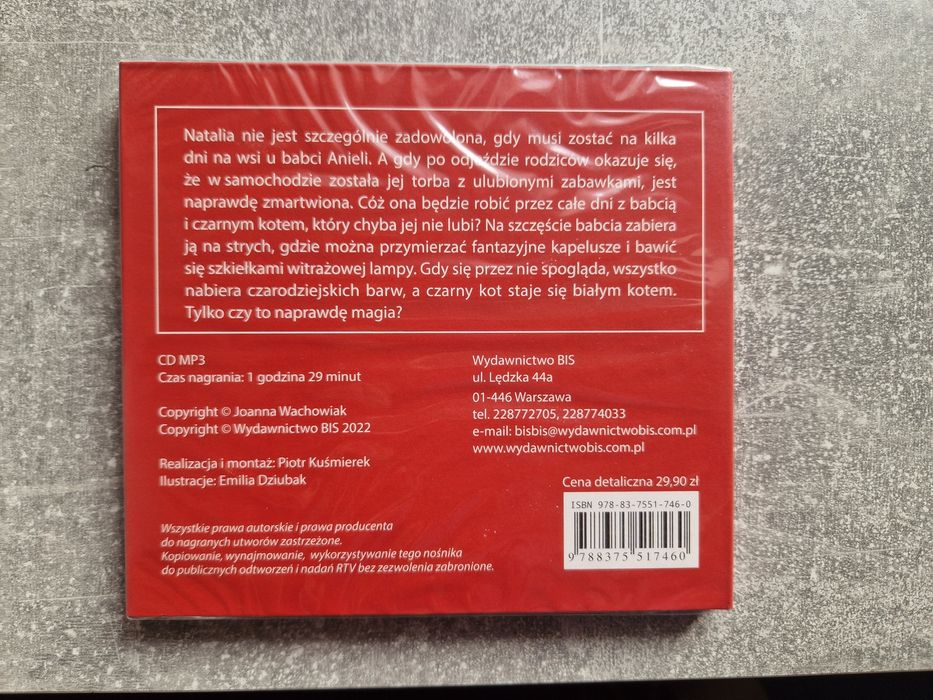 Natalia nie jest szczególnie zadowolona, gdy musi zostać na kilka
dni na wsi u babci Anieli. A gdy po odjeździe rodziców okazuje się,
że w samochodzie została jej torba z ulubionymi zabawkami, jest
naprawdę zmartwiona. Cóż ona będzie robić przez całe dni z babcią
i czarnym kotem, który chyba jej nie lubi? Na szczęście babcia zabiera
ją na strych, gdzie można przymierzać fantazyjne kapelusze i bawić
się szkiełkami witrażowej lampy. Gdy się przez nie spogląda, wszystko
nabiera czarodziejskich barw, a czarny kot staje się białym kotem.
Tylko czy to naprawdę magia?
CD MP3
Czas nagrania: 1 godzina 29 minut
Copyright © Joanna Wachowiak
Copyright © Wydawnictwo BIS 2022
Realizacja i montaż: Piotr Kuśmierek
Ilustracje: Emilia Dziubak
Wszystkie prawa autorskie i prawa producenta
do nagranych utworów zastrzeżone.
Kopiowanie, wynajmowanie, wykorzystywanie tego nośnika
do publicznych odtworzeń i nadań RTV bez zezwolenia zabronione.
Wydawnictwo BIS
ul. Lędzka 44a
01-446 Warszawa
tel. 228772705, 228774033
e-mail: bisbis@wydawnictwobis.com.pl
www.wydawnictwobis.com.pl
Cena detaliczna 29,90 zł
ISBN 978-83-7551-746-0
9 788375 517460